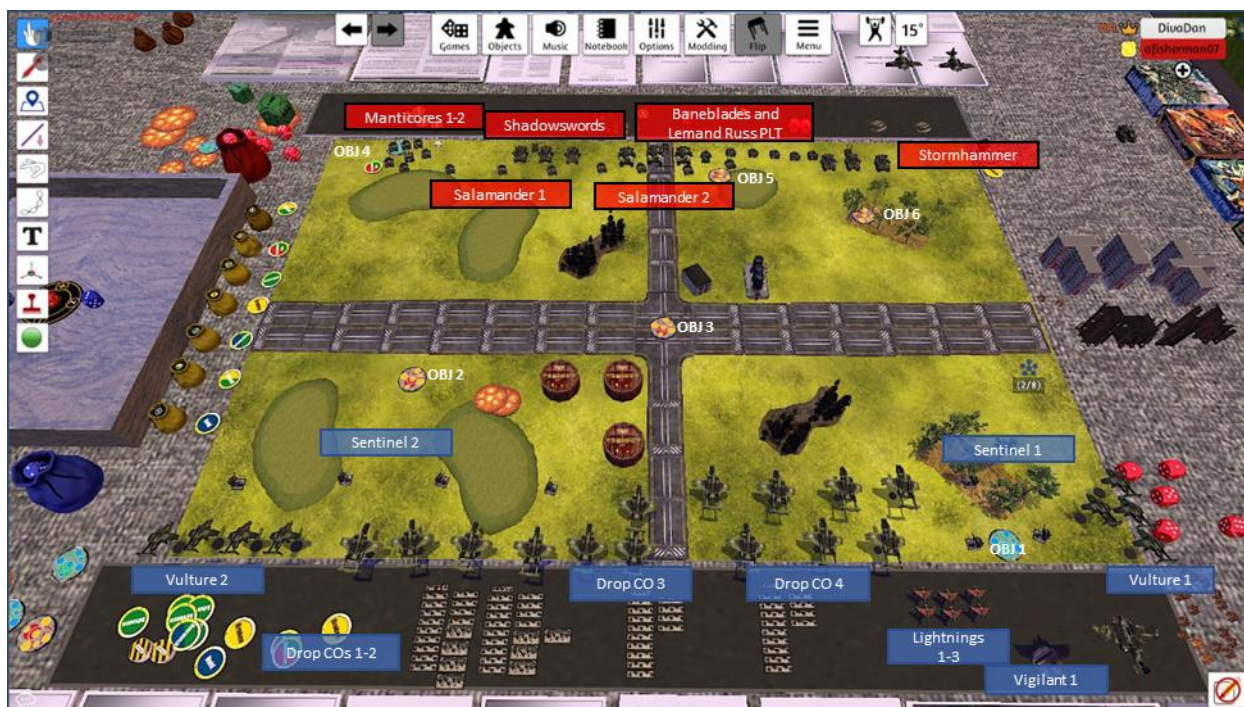 DivaDan
afisherman07
Games
Objects
Music
Notebook
Options
Modding
Flip
Menu
15°
T
Manticores 1-2
Shadowswords
Baneblades and
Lemand Russ PLT
Stormhammer
OBJ 4
OBJ 5
Salamander 1
Salamander 2
OBJ 6
OBJ 3
OBJ 2
(2/8)
Sentinel 2
Sentinel 1
OBJ 1
Vulture 2
Drop CO 3
Drop CO 4
Vulture 1
Drop COs 1-2
Lightnings
1-3
Vigilant 1